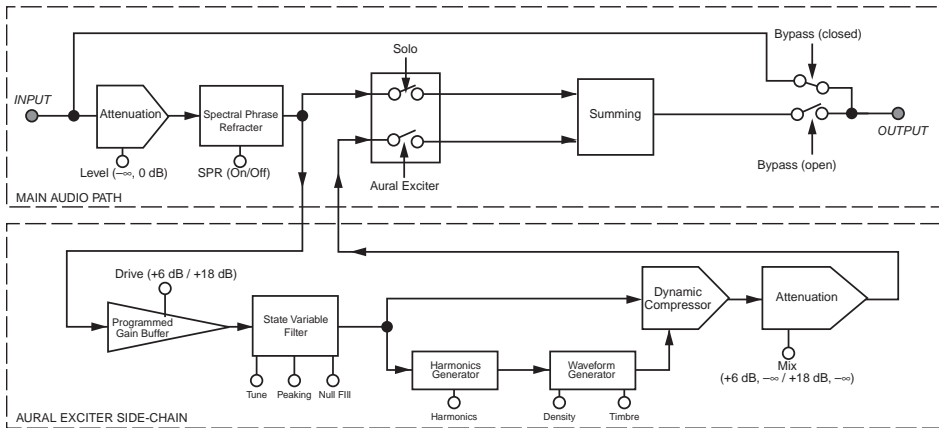 Solo
Bypass (closed)
INPUT
Attenuation
Spectral Phrase
Refracter
Summing
OUTPUT
Level (–∞, 0 dB)
SPR (On/Off)
Aural Exciter
Bypass (open)
MAIN AUDIO PATH
Drive (+6 dB / +18 dB)
Programmed
Gain Buffer
State Variable
Filter
Dynamic
Compressor
Attenuation
Harmonics
Generator
Waveform
Generator
Mix
(+6 dB, –∞ / +18 dB, –∞)
Tune
Peaking
Null FIll
Harmonics
Density
Timbre
AURAL EXCITER SIDE-CHAIN